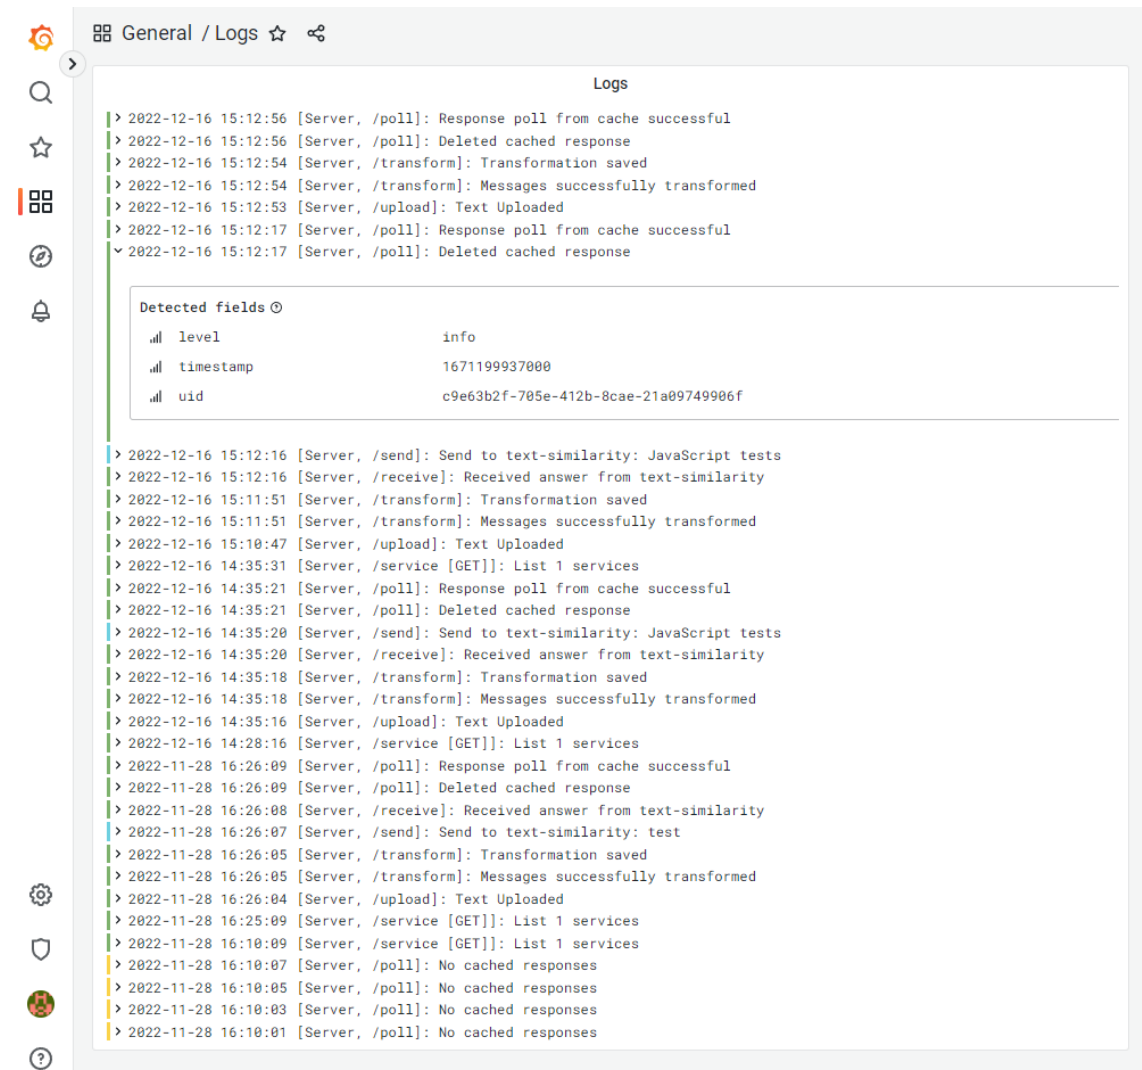 General / Logs
Logs
2022-12-16 15:12:56 [Server, /poll]: Response poll from cache successful
2022-12-16 15:12:56 [Server, /poll]: Deleted cached response
2022-12-16 15:12:54 [Server, /transform]: Transformation saved
2022-12-16 15:12:54 [Server, /transform]: Messages successfully transformed
2022-12-16 15:12:53 [Server, /upload]: Text Uploaded
2022-12-16 15:12:17 [Server, /poll]: Response poll from cache successful
2022-12-16 15:12:17 [Server, /poll]: Deleted cached response
Detected fields
level info
timestamp 1671199937000
uid c9e63b2f-705e-412b-8cae-21a09749906f
2022-12-16 15:12:16 [Server, /send]: Send to text-similarity: JavaScript tests
2022-12-16 15:12:16 [Server, /receive]: Received answer from text-similarity
2022-12-16 15:11:51 [Server, /transform]: Transformation saved
2022-12-16 15:11:51 [Server, /transform]: Messages successfully transformed
2022-12-16 15:10:47 [Server, /upload]: Text Uploaded
2022-12-16 14:35:31 [Server, /service [GET]]: List 1 services
2022-12-16 14:35:21 [Server, /poll]: Response poll from cache successful
2022-12-16 14:35:21 [Server, /poll]: Deleted cached response
2022-12-16 14:35:20 [Server, /send]: Send to text-similarity: JavaScript tests
2022-12-16 14:35:20 [Server, /receive]: Received answer from text-similarity
2022-12-16 14:35:18 [Server, /transform]: Transformation saved
2022-12-16 14:35:18 [Server, /transform]: Messages successfully transformed
2022-12-16 14:35:16 [Server, /upload]: Text Uploaded
2022-12-16 14:28:16 [Server, /service [GET]]: List 1 services
2022-11-28 16:26:09 [Server, /poll]: Response poll from cache successful
2022-11-28 16:26:09 [Server, /poll]: Deleted cached response
2022-11-28 16:26:08 [Server, /receive]: Received answer from text-similarity
2022-11-28 16:26:07 [Server, /send]: Send to text-similarity: test
2022-11-28 16:26:05 [Server, /transform]: Transformation saved
2022-11-28 16:26:05 [Server, /transform]: Messages successfully transformed
2022-11-28 16:26:04 [Server, /upload]: Text Uploaded
2022-11-28 16:25:09 [Server, /service [GET]]: List 1 services
2022-11-28 16:10:09 [Server, /service [GET]]: List 1 services
2022-11-28 16:10:07 [Server, /poll]: No cached responses
2022-11-28 16:10:05 [Server, /poll]: No cached responses
2022-11-28 16:10:03 [Server, /poll]: No cached responses
2022-11-28 16:10:01 [Server, /poll]: No cached responses